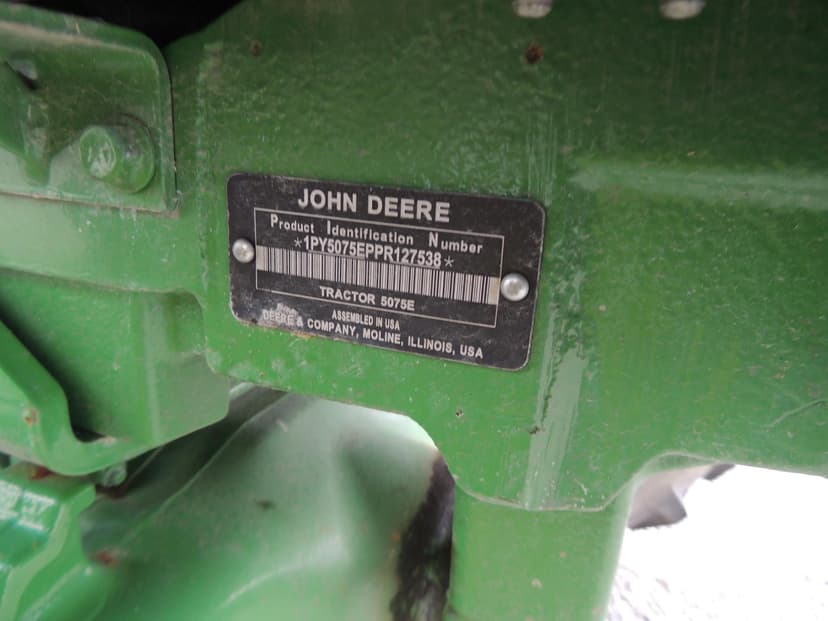 JOHN DEERE
Product Identification Number
*1PY5075EPPR127538*
TRACTOR 5075E
ASSEMBLED IN USA
DEERE & COMPANY, MOLINE, ILLINOIS, USA